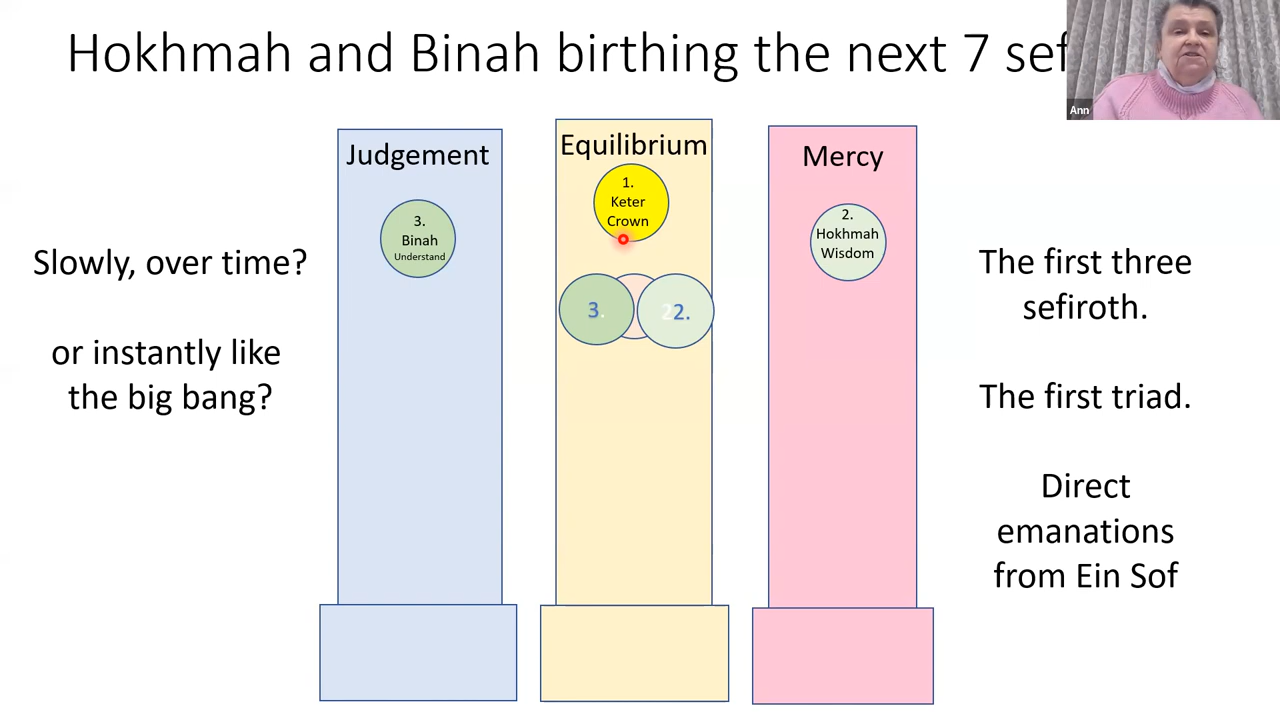 Hokhmah and Binah birthing the next 7
Ann
Judgement
Equilibrium
Mercy
1.
Keter
Crown
3.
Binah
Understand
2.
Hokhmah
Wisdom
3.
22.
Slowly, over time?
or instantly like
the big bang?
The first three
sefiroth.
The first triad.
Direct
emanations
from Ein Sof